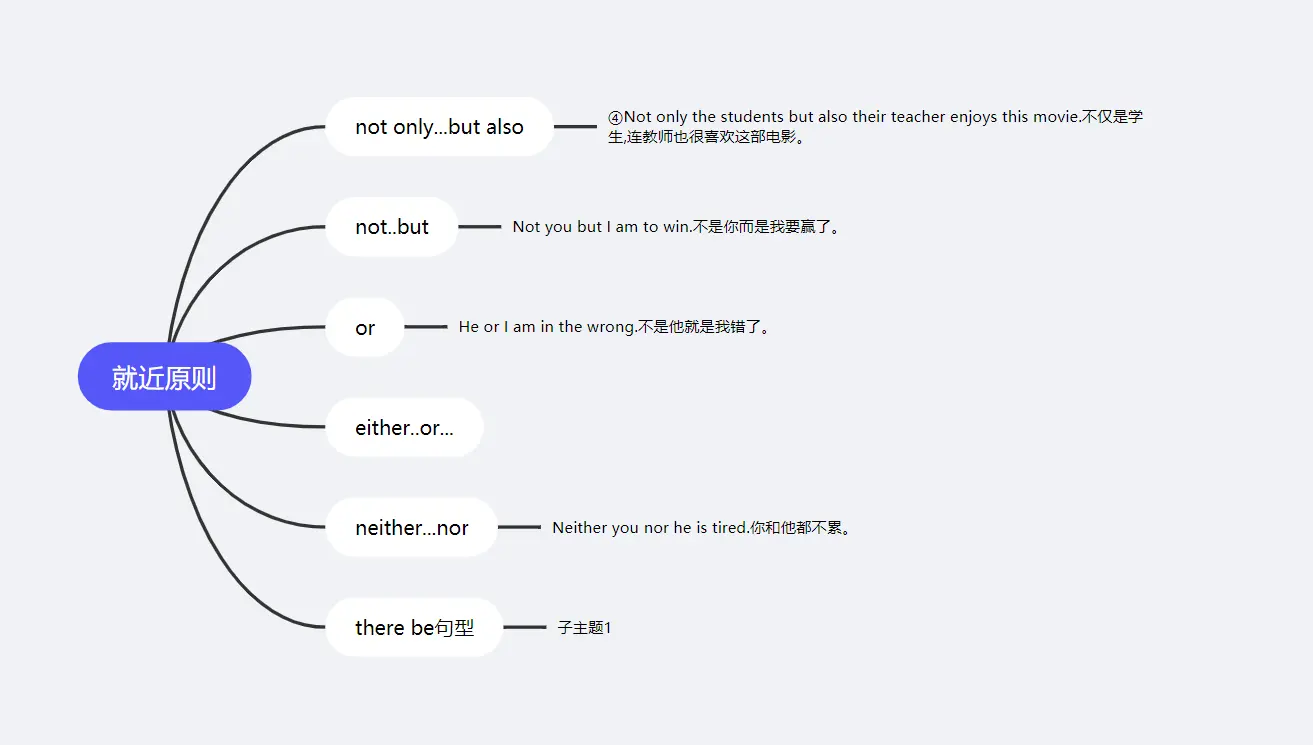 not only...but also
④Not only the students but also their teacher enjoys this movie.不仅是学
生,连教师也很喜欢这部电影。
not..but
Not you but I am to win.不是你而是我要赢了。
or
He or I am in the wrong.不是他就是我错了。
就近原则
either..or...
neither...nor
Neither you nor he is tired.你和他都不累。
there be句型
子主题1